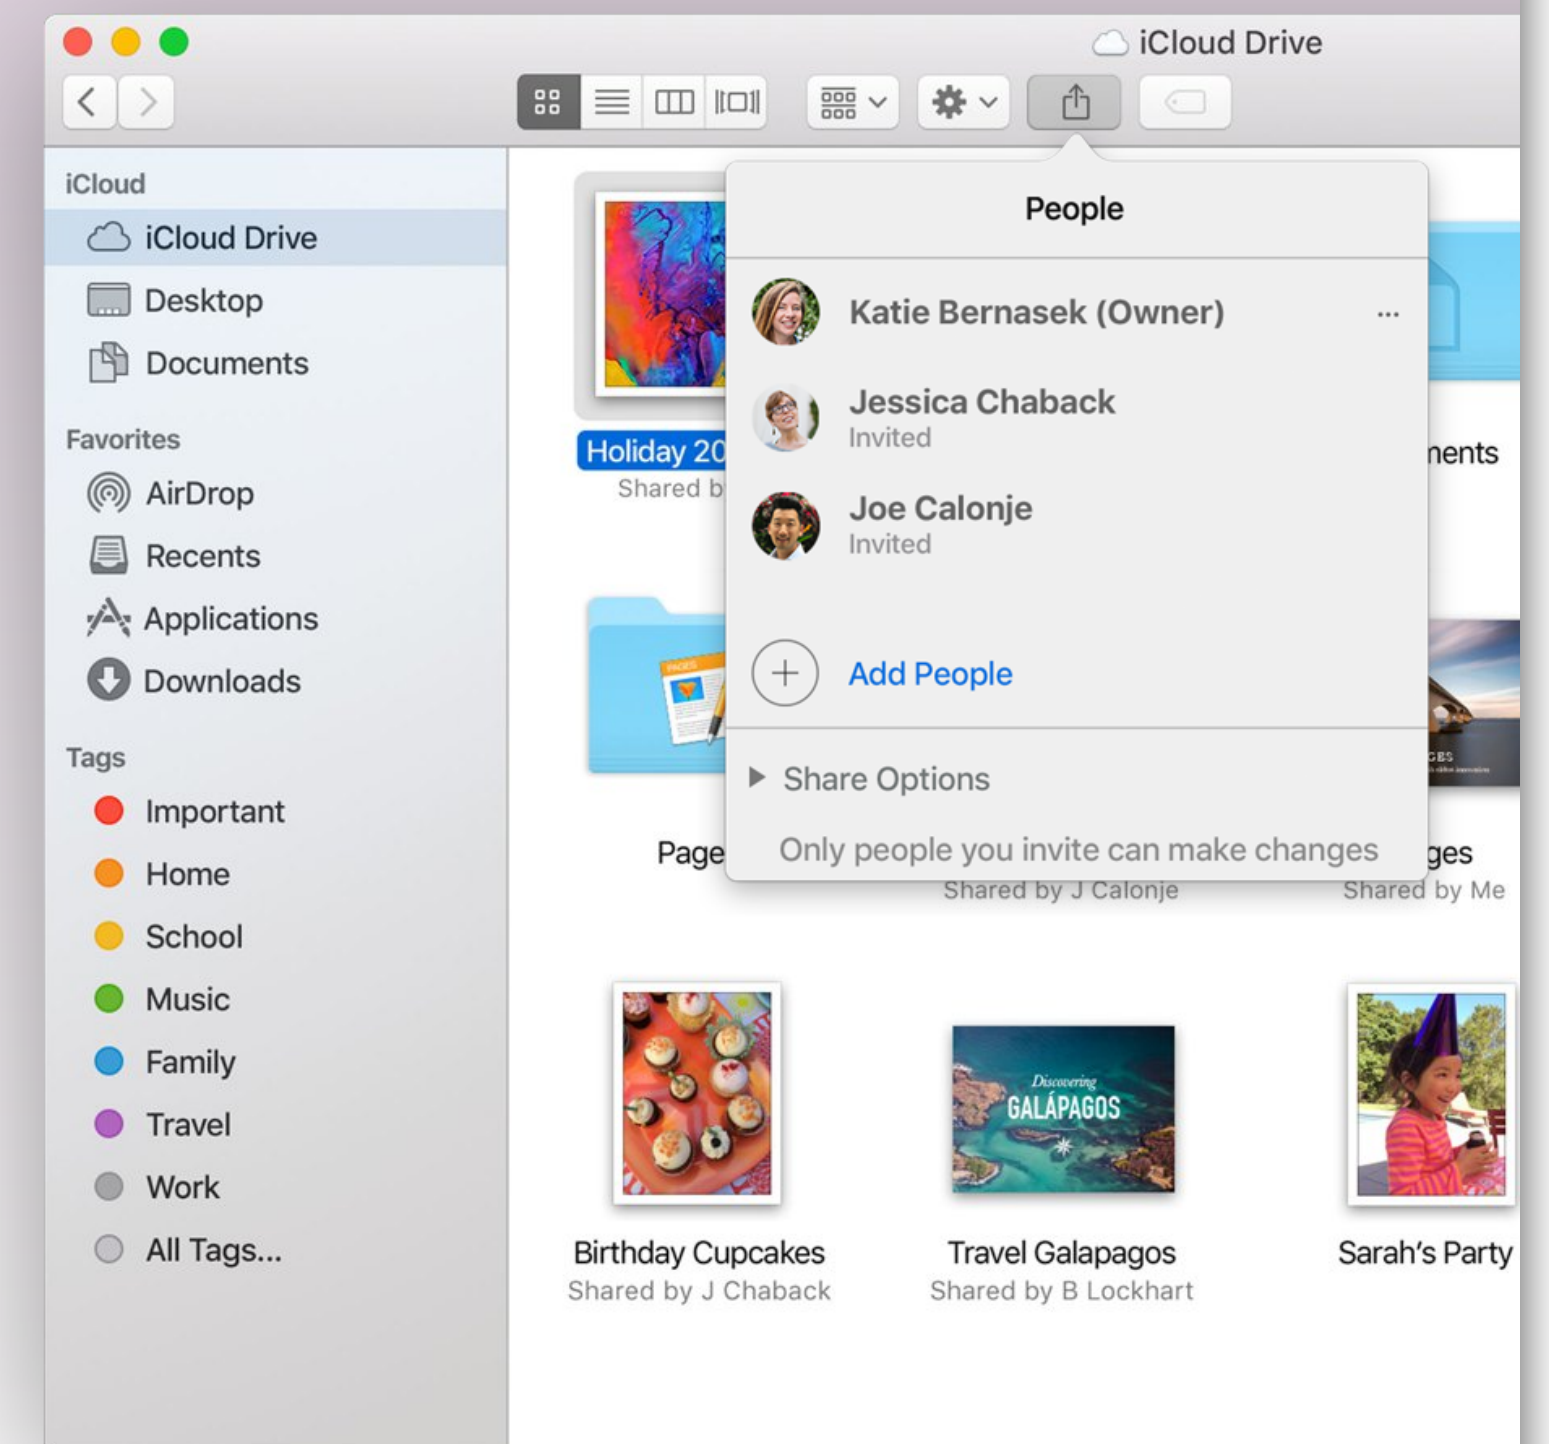 iCloud Drive
iCloud
iCloud Drive
Desktop
Documents
Favorites
AirDrop
Recents
Applications
Downloads
Tags
Important
Home
School
Music
Family
Travel
Work
All Tags...
People
Katie Bernasek (Owner)
...
Jessica Chaback
Invited
Joe Calonje
Invited
Add People
Share Options
Only people you invite can make changes
Holiday 20
Shared b
ments
PAGES
Page
GES
ges
Shared by J Calonje
Shared by Me
Discovering
GALÁPAGOS
Birthday Cupcakes
Shared by J Chaback
Travel Galapagos
Shared by B Lockhart
Sarah's Party